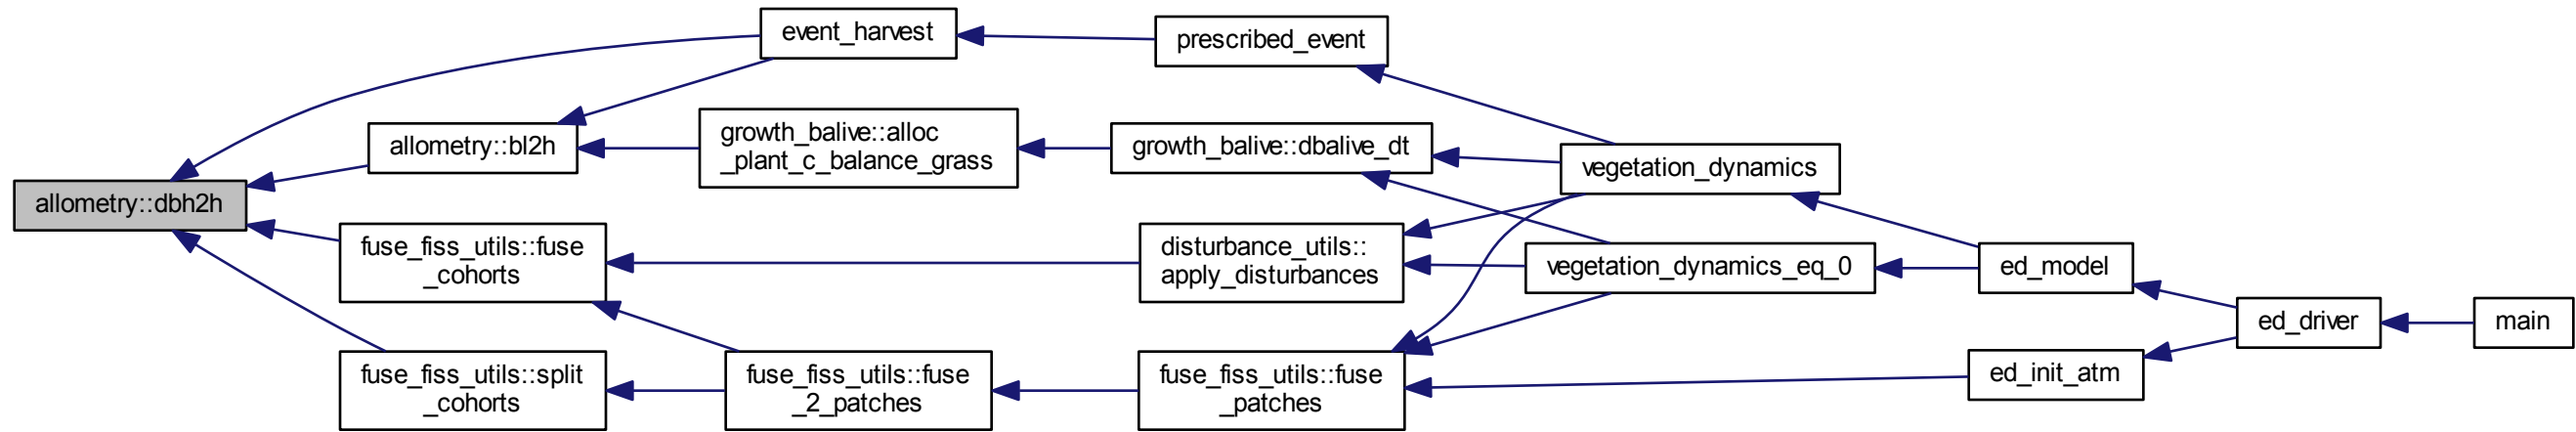 allometry::dbh2h
event_harvest
allometry::bl2h
fuse_fiss_utils::fuse
_cohorts
fuse_fiss_utils::split
_cohorts
growth_balive::alloc
_plant_c_balance_grass
fuse_fiss_utils::fuse
_2_patches
prescribed_event
growth_balive::dbalive_dt
disturbance_utils::
apply_disturbances
fuse_fiss_utils::fuse
_patches
vegetation_dynamics
vegetation_dynamics_eq_0
ed_model
ed_init_atm
ed_driver
main